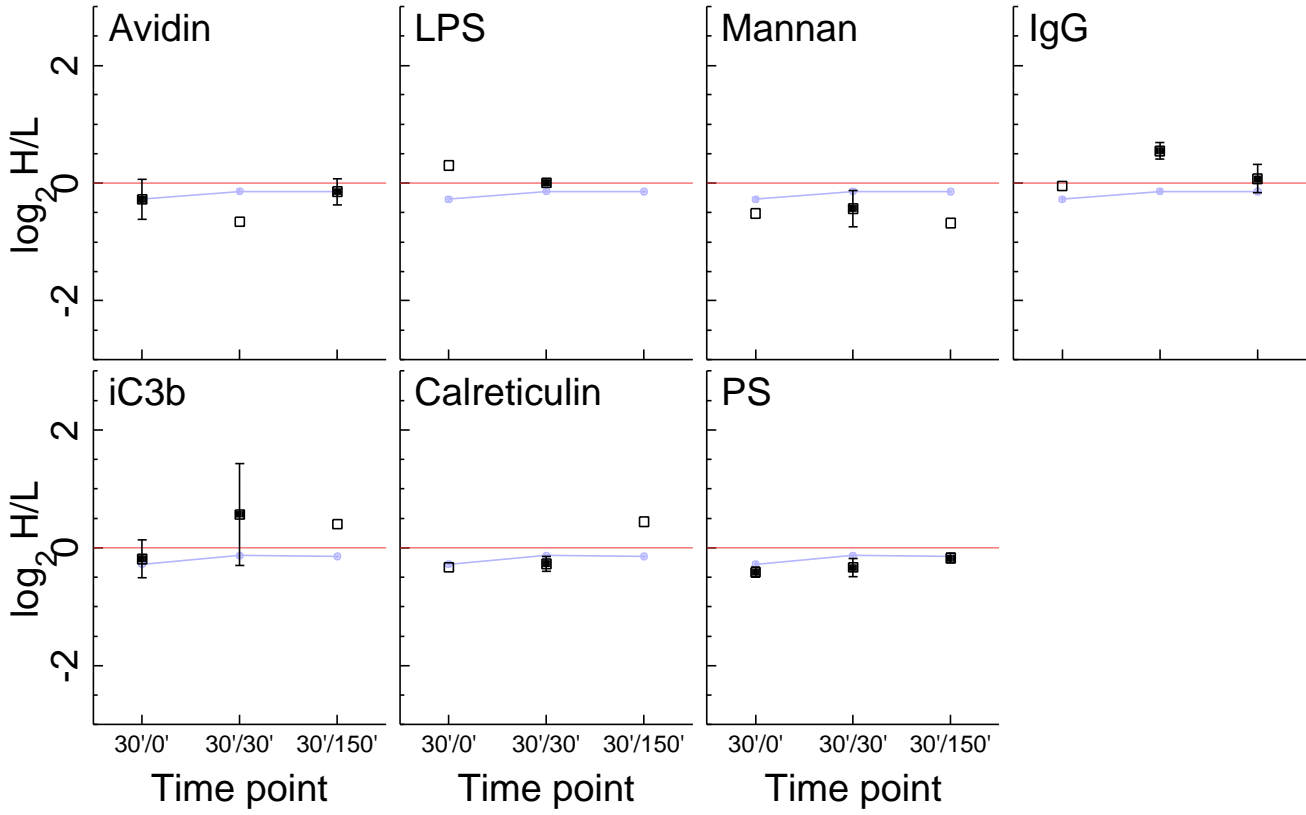 Avidin
LPS
Mannan
IgG
2
0
-2
log2 H/L
iC3b
Calreticulin
PS
2
0
-2
log2 H/L
30'/0' 30'/30' 30'/150'
30'/0' 30'/30' 30'/150'
30'/0' 30'/30' 30'/150'
Time point
Time point
Time point